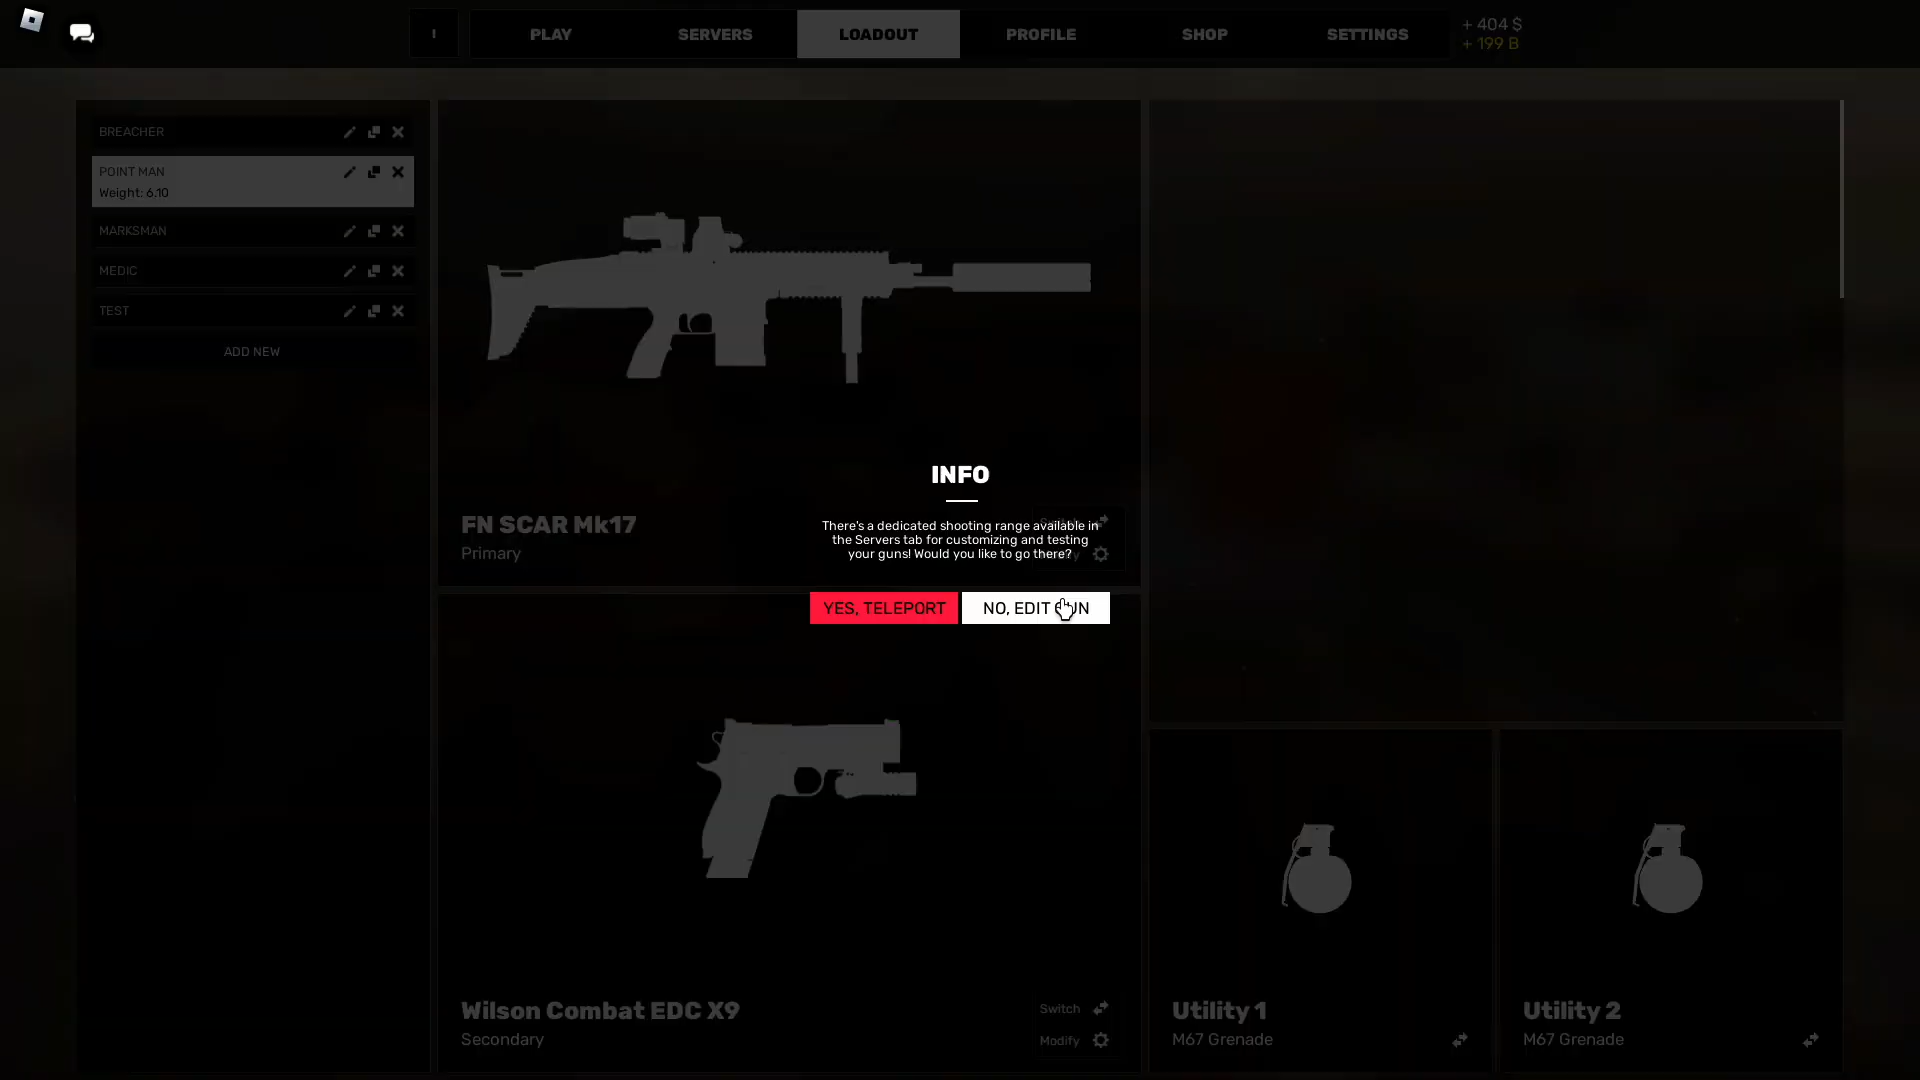 I
PLAY
SERVERS
LOADOUT
PROFILE
SHOP
SETTINGS
+ 404 $
+ 199 B
BREACHER
POINT MAN
Weight: 6.10
MARKSMAN
MEDIC
TEST
ADD NEW
FN SCAR Mk17
Primary
INFO
There's a dedicated shooting range available in
the Servers tab for customizing and testing
your guns! Would you like to go there?
YES, TELEPORT
NO, EDIT GUN
Wilson Combat EDC X9
Secondary
Switch
Modify
Utility 1
M67 Grenade
Utility 2
M67 Grenade